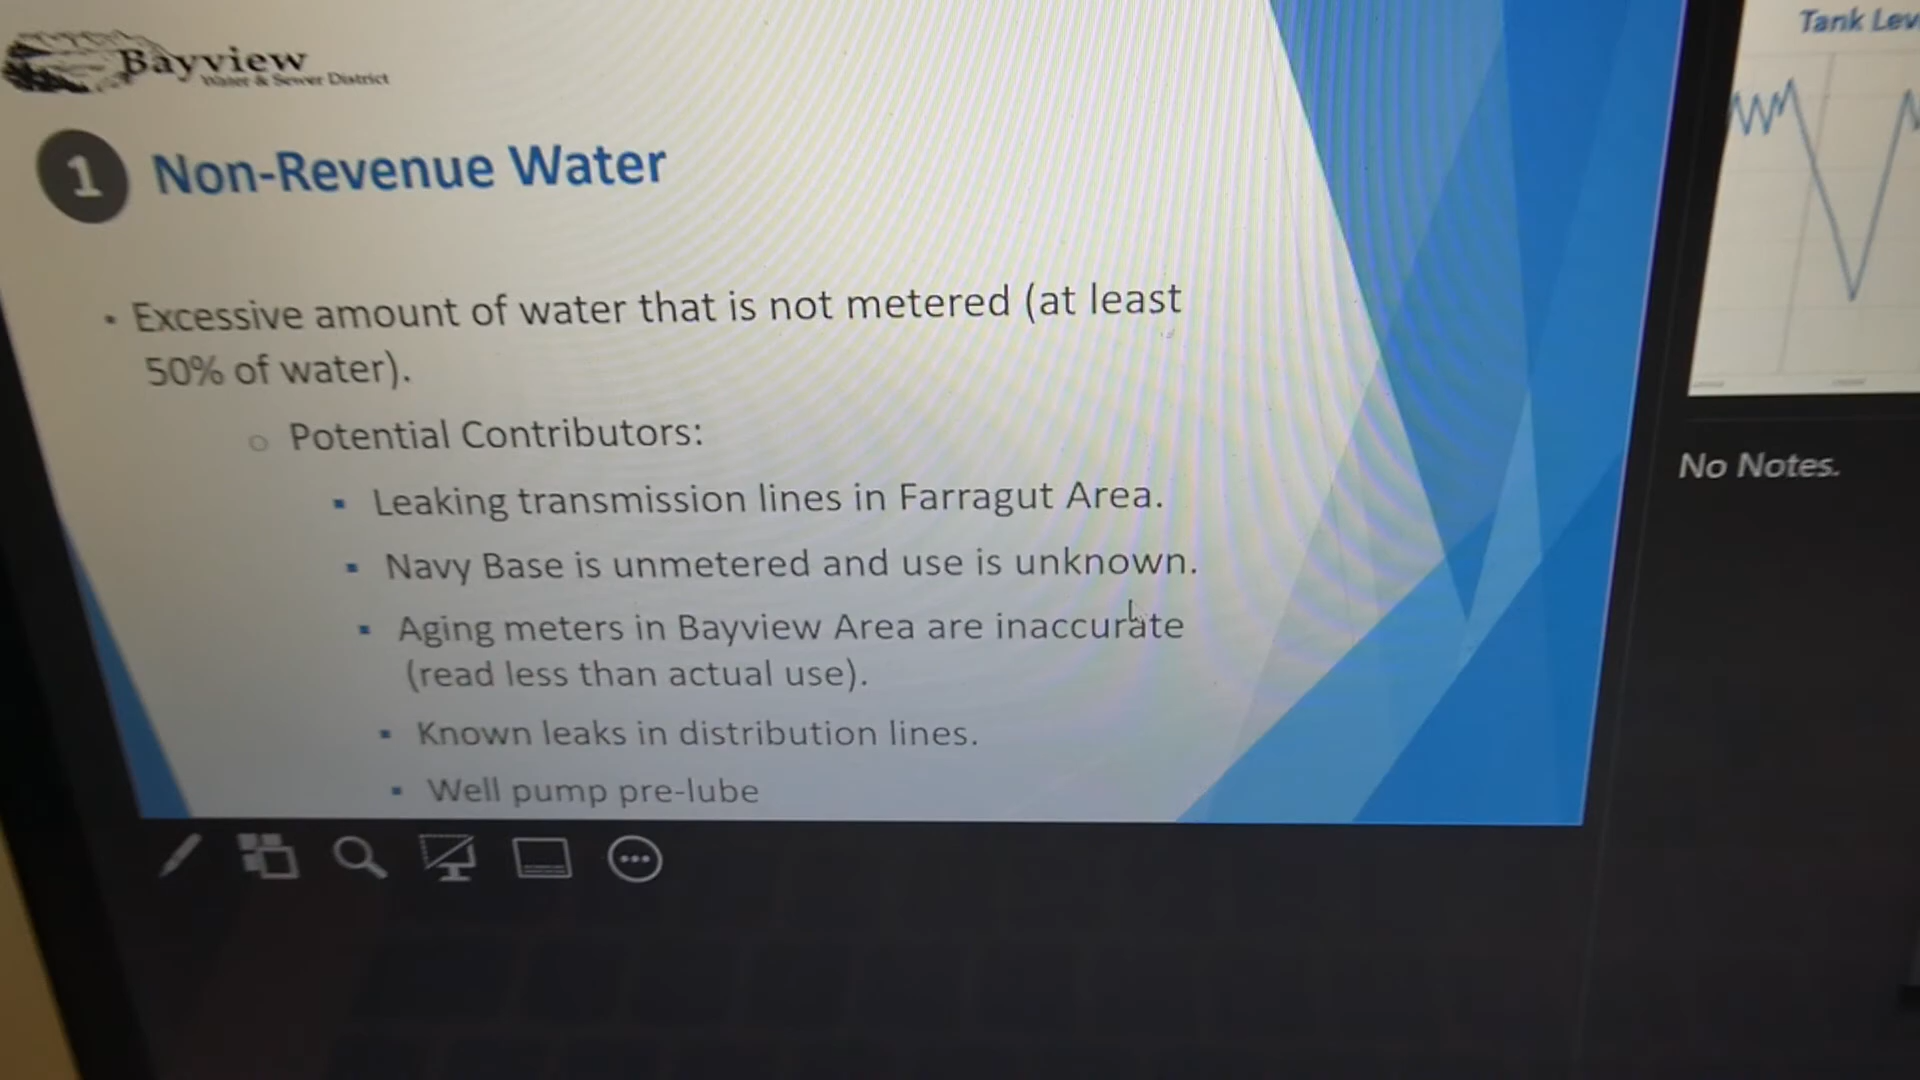 Bayview
Water & Sewer District
1
Non-Revenue Water
• Excessive amount of water that is not metered (at least
50% of water).
o Potential Contributors:
▪ Leaking transmission lines in Farragut Area.
▪ Navy Base is unmetered and use is unknown.
▪ Aging meters in Bayview Area are inaccurate
(read less than actual use).
▪ Known leaks in distribution lines.
▪ Well pump pre-lube
Tank Lev
No Notes.